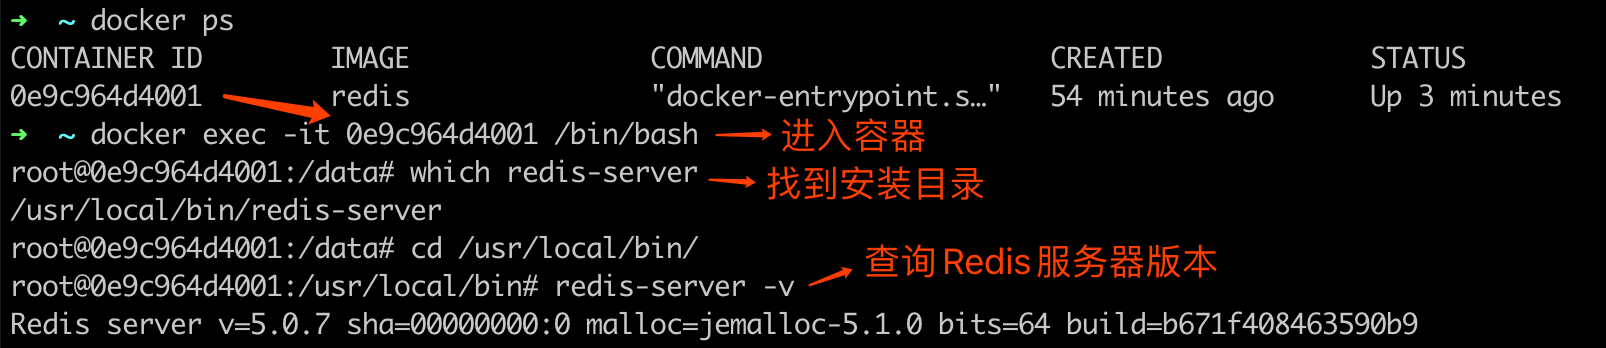 ➜ ~ docker ps
CONTAINER ID IMAGE COMMAND CREATED STATUS
0e9c964d4001 redis "docker-entrypoint.s…" 54 minutes ago Up 3 minutes
➜ ~ docker exec -it 0e9c964d4001 /bin/bash 进入容器
root@0e9c964d4001:/data# which redis-server 找到安装目录
/usr/local/bin/redis-server
root@0e9c964d4001:/data# cd /usr/local/bin/
root@0e9c964d4001:/usr/local/bin# redis-server -v 查询Redis服务器版本
Redis server v=5.0.7 sha=00000000:0 malloc=jemalloc-5.1.0 bits=64 build=b671f408463590b9